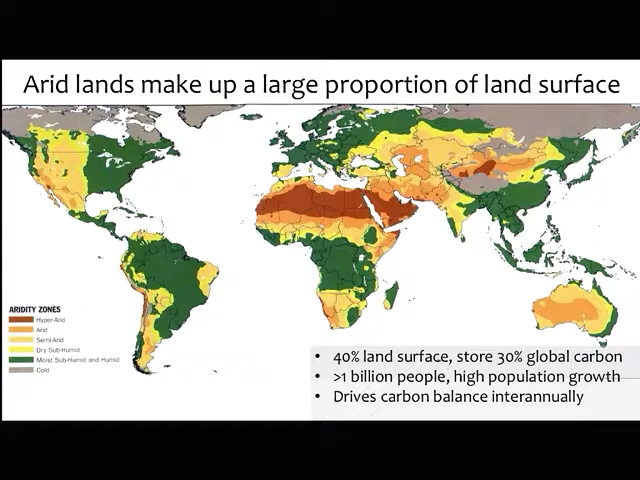 Arid lands make up a large proportion of land surface
ARIDITY ZONES
Hyper-Arid
Arid
Semi-Arid
Dry Sub-Humid
Moist Sub-Humid and Humid
Cold
• 40% land surface, store 30% global carbon
• >1 billion people, high population growth
• Drives carbon balance interannually